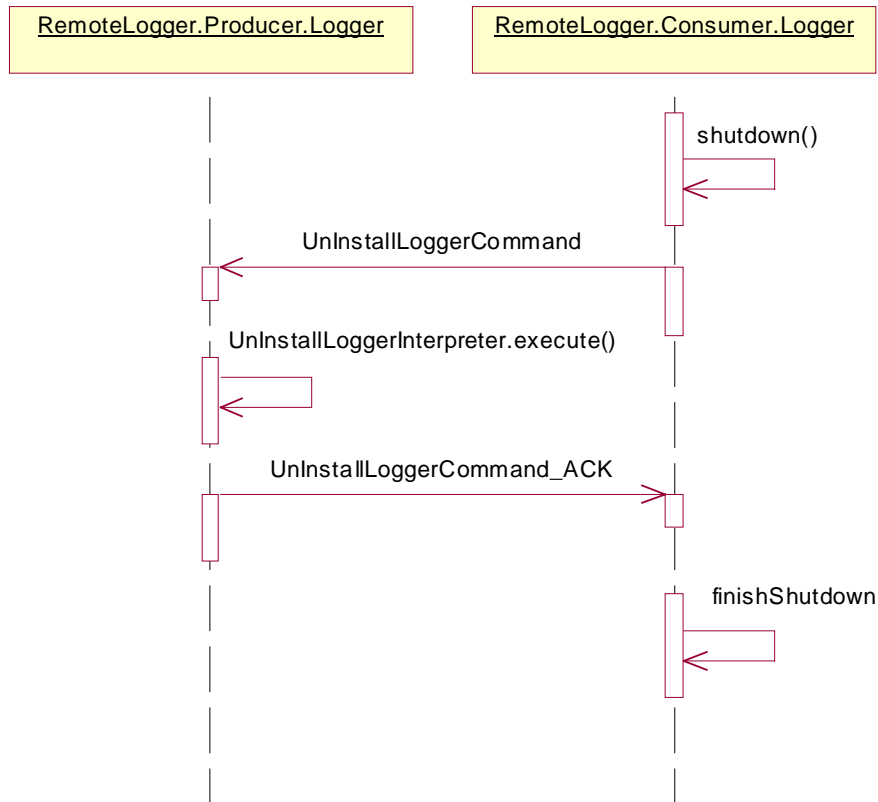 RemoteLogger.Producer.Logger
RemoteLogger.Consumer.Logger
shutdown()
UnInstallLoggerCommand
UnInstallLoggerInterpreter.execute()
UnInstallLoggerCommand_ACK
finishShutdown